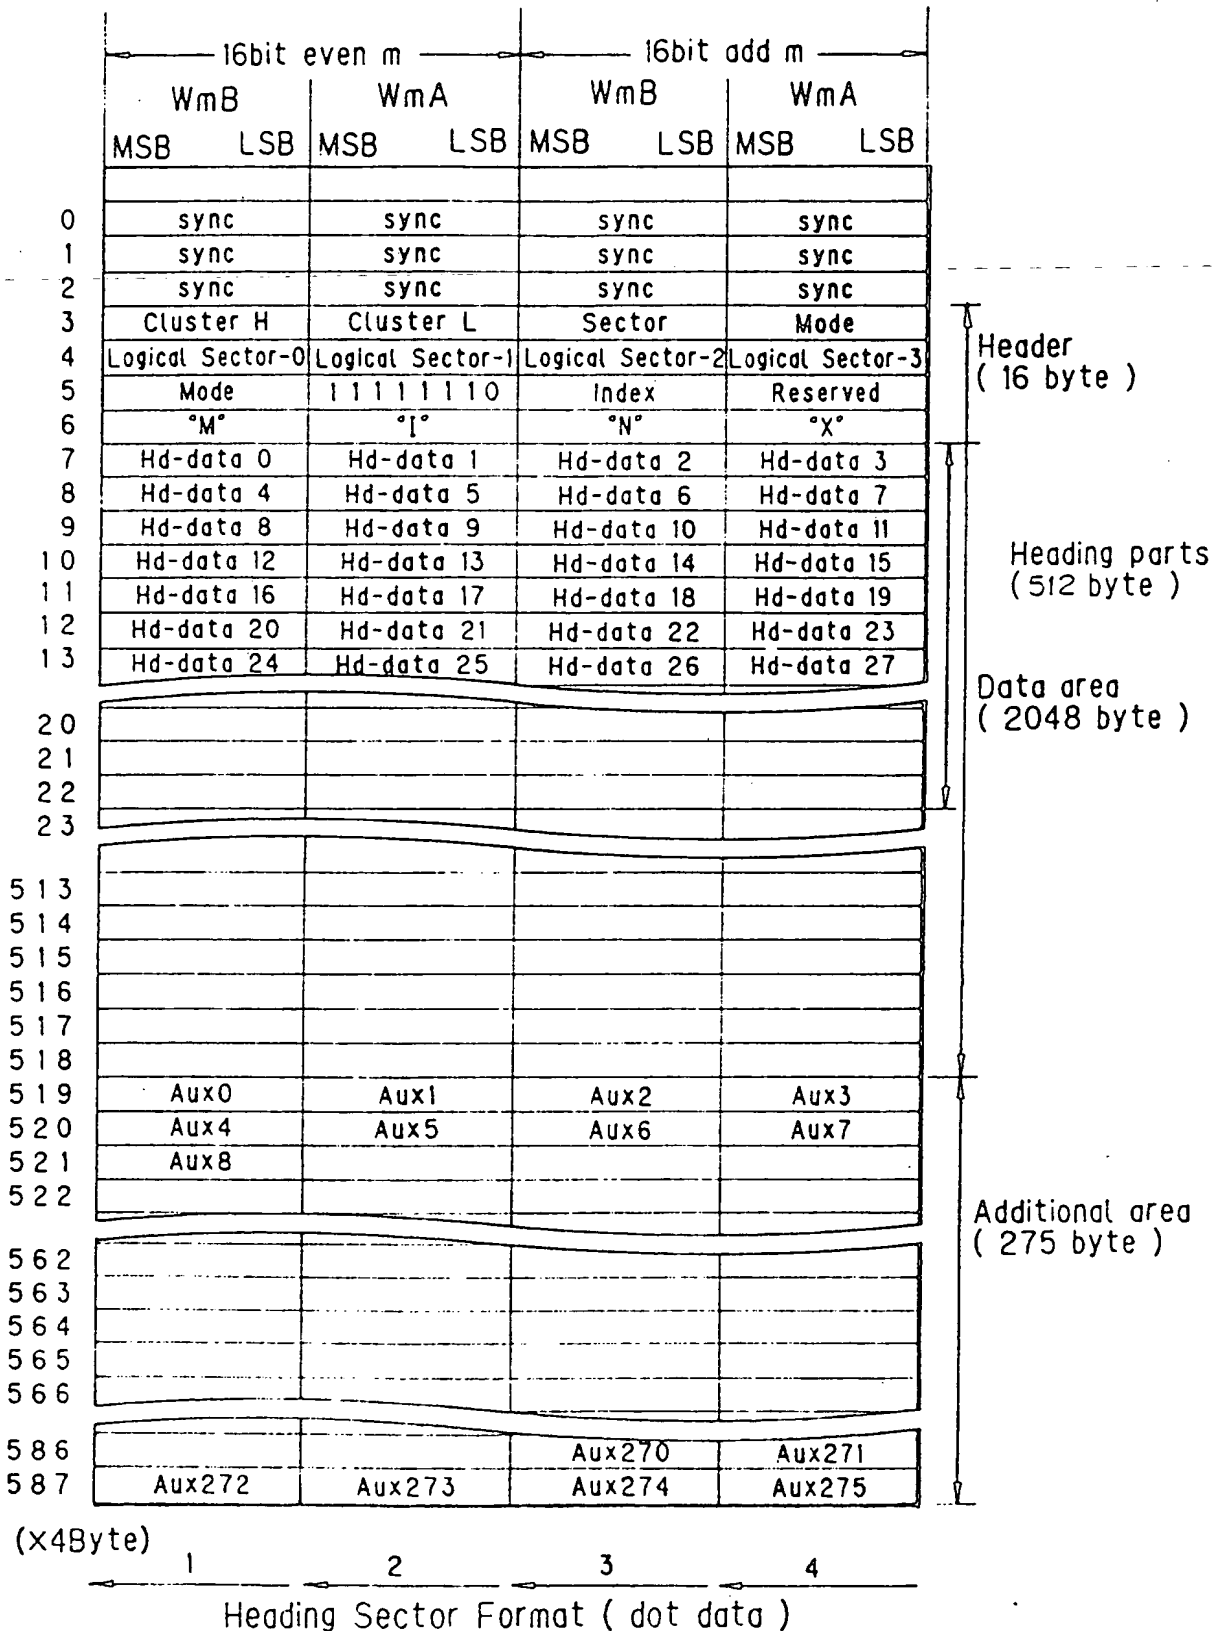 16bit even m 16bit add m
WmB WmA WmB WmA
MSB LSB MSB LSB MSB LSB MSB LSB
0 sync sync sync sync
1 sync sync sync sync
2 sync sync sync sync
3 Cluster H Cluster L Sector Mode
4 Logical Sector-0 Logical Sector-1 Logical Sector-2 Logical Sector-3
Header
( 16 byte )
5 Mode 11111110 Index Reserved
6 "M" "I" "N" "X"
7 Hd-data 0 Hd-data 1 Hd-data 2 Hd-data 3
8 Hd-data 4 Hd-data 5 Hd-data 6 Hd-data 7
9 Hd-data 8 Hd-data 9 Hd-data 10 Hd-data 11
10 Hd-data 12 Hd-data 13 Hd-data 14 Hd-data 15
Heading parts
(512 byte )
11 Hd-data 16 Hd-data 17 Hd-data 18 Hd-data 19
12 Hd-data 20 Hd-data 21 Hd-data 22 Hd-data 23
13 Hd-data 24 Hd-data 25 Hd-data 26 Hd-data 27
Data area
( 2048 byte )
20
21
22
23
513
514
515
516
517
518
519 Aux0 Aux1 Aux2 Aux3
520 Aux4 Aux5 Aux6 Aux7
521 Aux8
522
Additional area
( 275 byte )
562
563
564
565
566
586 Aux270 Aux271
587 Aux272 Aux273 Aux274 Aux275
(X4Byte)
1 2 3 4
Heading Sector Format ( dot data )